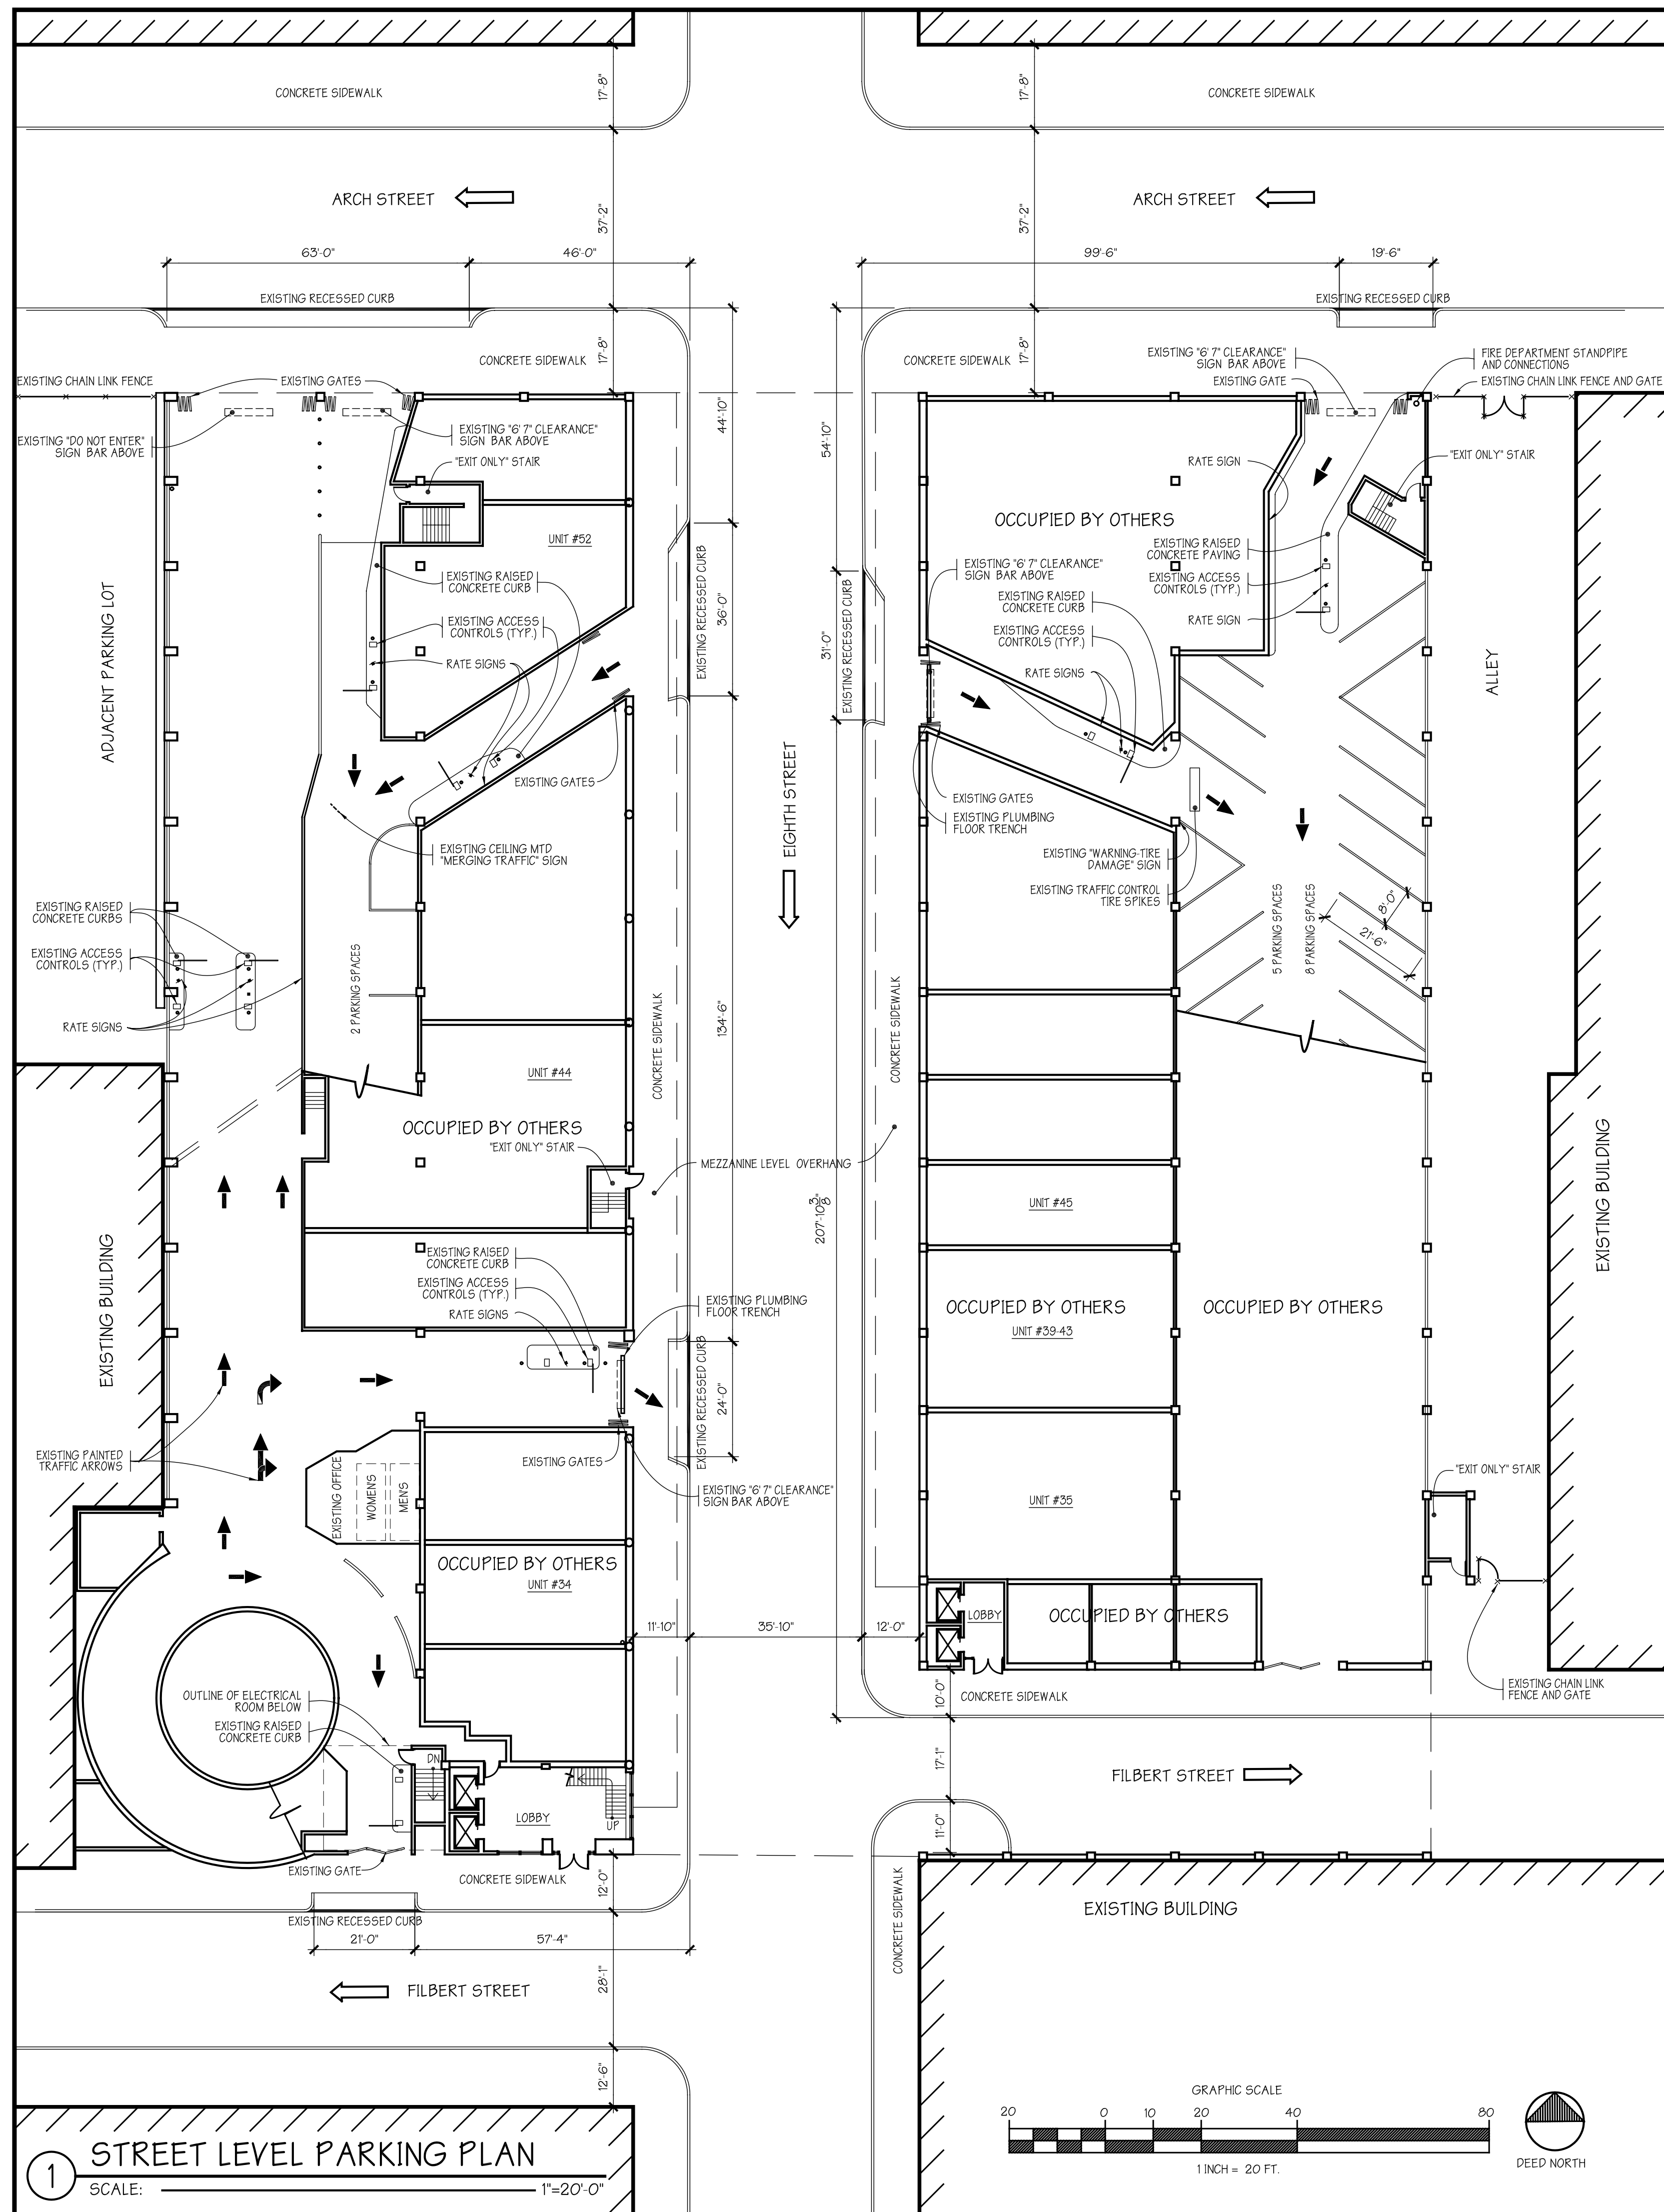 CONCRETE SIDEWALK
17'-8"
17'-8"
CONCRETE SIDEWALK
ARCH STREET
37'-2"
37'-2"
ARCH STREET
63'-0"
46'-0"
99'-6"
19'-6"
EXISTING RECESSED CURB
EXISTING RECESSED CURB
CONCRETE SIDEWALK
17'-8"
CONCRETE SIDEWALK
17'-8"
EXISTING "6' 7" CLEARANCE"
SIGN BAR ABOVE
FIRE DEPARTMENT STANDPIPE
AND CONNECTIONS
EXISTING CHAIN LINK FENCE
EXISTING GATES
EXISTING GATE
EXISTING CHAIN LINK FENCE AND GATE
44'-10"
54'-10"
EXISTING "DO NOT ENTER"
SIGN BAR ABOVE
EXISTING "6' 7" CLEARANCE"
SIGN BAR ABOVE
"EXIT ONLY" STAIR
RATE SIGN
"EXIT ONLY" STAIR
OCCUPIED BY OTHERS
UNIT #52
EXISTING RAISED
CONCRETE PAVING
EXISTING ACCESS
CONTROLS (TYP.)
RATE SIGN
EXISTING RAISED
CONCRETE CURB
EXISTING ACCESS
CONTROLS (TYP.)
RATE SIGNS
EXISTING RECESSED CURB
36'-0"
31'-0"
EXISTING RECESSED CURB
EXISTING "6' 7" CLEARANCE"
SIGN BAR ABOVE
EXISTING RAISED
CONCRETE CURB
EXISTING ACCESS
CONTROLS (TYP.)
RATE SIGNS
ADJACENT PARKING LOT
ALLEY
EXISTING GATES
EIGHTH STREET
EXISTING GATES
EXISTING PLUMBING
FLOOR TRENCH
EXISTING CEILING MTD
"MERGING TRAFFIC" SIGN
EXISTING "WARNING-TIRE
DAMAGE" SIGN
EXISTING TRAFFIC CONTROL
TIRE SPIKES
5 PARKING SPACES
8 PARKING SPACES
8'-0"
21'-6"
EXISTING RAISED
CONCRETE CURBS
EXISTING ACCESS
CONTROLS (TYP.)
RATE SIGNS
2 PARKING SPACES
CONCRETE SIDEWALK
134'-6"
CONCRETE SIDEWALK
UNIT #44
OCCUPIED BY OTHERS
"EXIT ONLY" STAIR
MEZZANINE LEVEL OVERHANG
207'-10 3/8"
UNIT #45
EXISTING BUILDING
EXISTING BUILDING
EXISTING RAISED
CONCRETE CURB
EXISTING ACCESS
CONTROLS (TYP.)
RATE SIGNS
EXISTING PLUMBING
FLOOR TRENCH
OCCUPIED BY OTHERS
UNIT #39-43
OCCUPIED BY OTHERS
EXISTING RECESSED CURB
24'-0"
EXISTING PAINTED
TRAFFIC ARROWS
EXISTING OFFICE
WOMEN'S
MEN'S
EXISTING GATES
EXISTING "6' 7" CLEARANCE"
SIGN BAR ABOVE
UNIT #35
"EXIT ONLY" STAIR
OCCUPIED BY OTHERS
UNIT #34
11'-10"
35'-10"
12'-0"
LOBBY
OCCUPIED BY OTHERS
OUTLINE OF ELECTRICAL
ROOM BELOW
EXISTING RAISED
CONCRETE CURB
10'-0"
CONCRETE SIDEWALK
EXISTING CHAIN LINK
FENCE AND GATE
DN
LOBBY
UP
17'-1"
FILBERT STREET
11'-0"
EXISTING GATE
CONCRETE SIDEWALK
12'-0"
EXISTING RECESSED CURB
21'-0"
57'-4"
CONCRETE SIDEWALK
EXISTING BUILDING
FILBERT STREET
28'-1"
12'-6"
GRAPHIC SCALE
20 0 10 20 40 80
1 INCH = 20 FT.
DEED NORTH
1
STREET LEVEL PARKING PLAN
SCALE: 1"=20'-0"